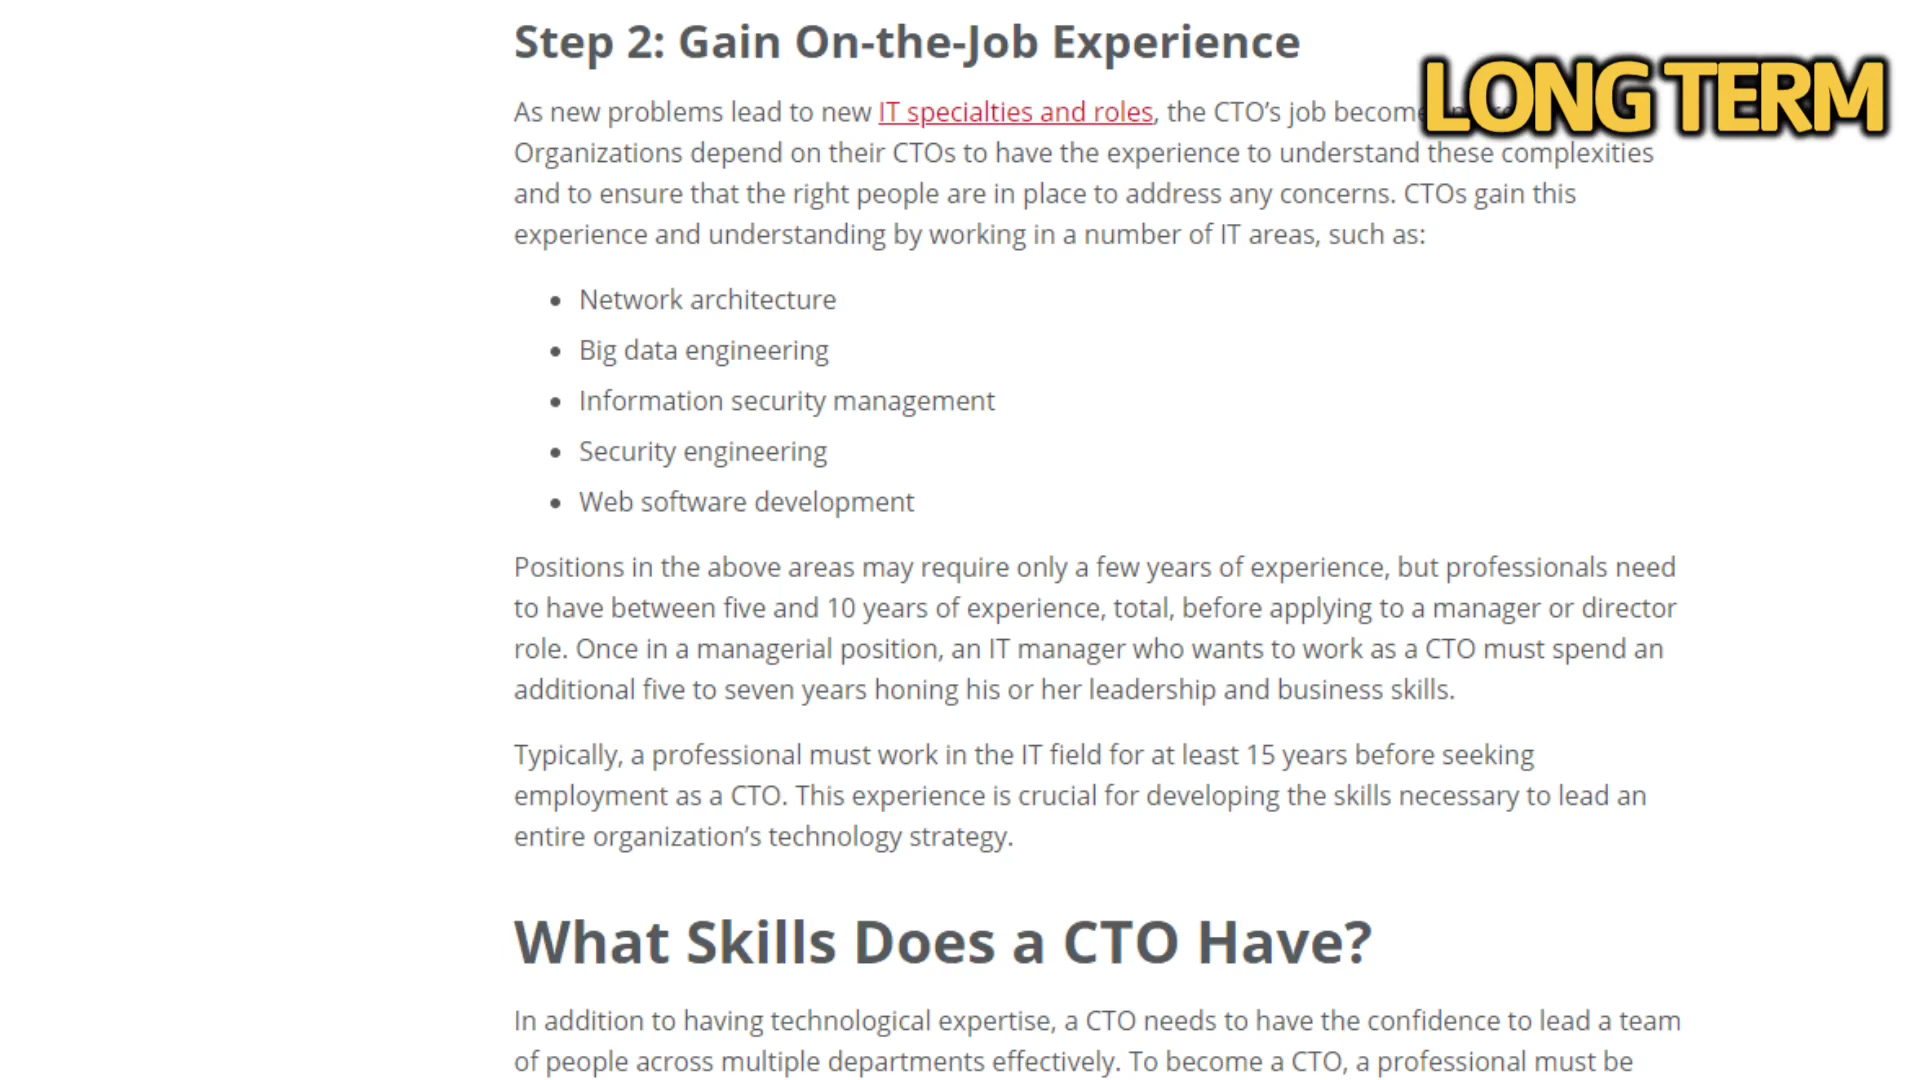 Step 2: Gain On-the-Job Experience
LONG TERM
As new problems lead to new IT specialties and roles, the CTO’s job become
Organizations depend on their CTOs to have the experience to understand these complexities
and to ensure that the right people are in place to address any concerns. CTOs gain this
experience and understanding by working in a number of IT areas, such as:
• Network architecture
• Big data engineering
• Information security management
• Security engineering
• Web software development
Positions in the above areas may require only a few years of experience, but professionals need
to have between five and 10 years of experience, total, before applying to a manager or director
role. Once in a managerial position, an IT manager who wants to work as a CTO must spend an
additional five to seven years honing his or her leadership and business skills.
Typically, a professional must work in the IT field for at least 15 years before seeking
employment as a CTO. This experience is crucial for developing the skills necessary to lead an
entire organization’s technology strategy.
What Skills Does a CTO Have?
In addition to having technological expertise, a CTO needs to have the confidence to lead a team
of people across multiple departments effectively. To become a CTO, a professional must be